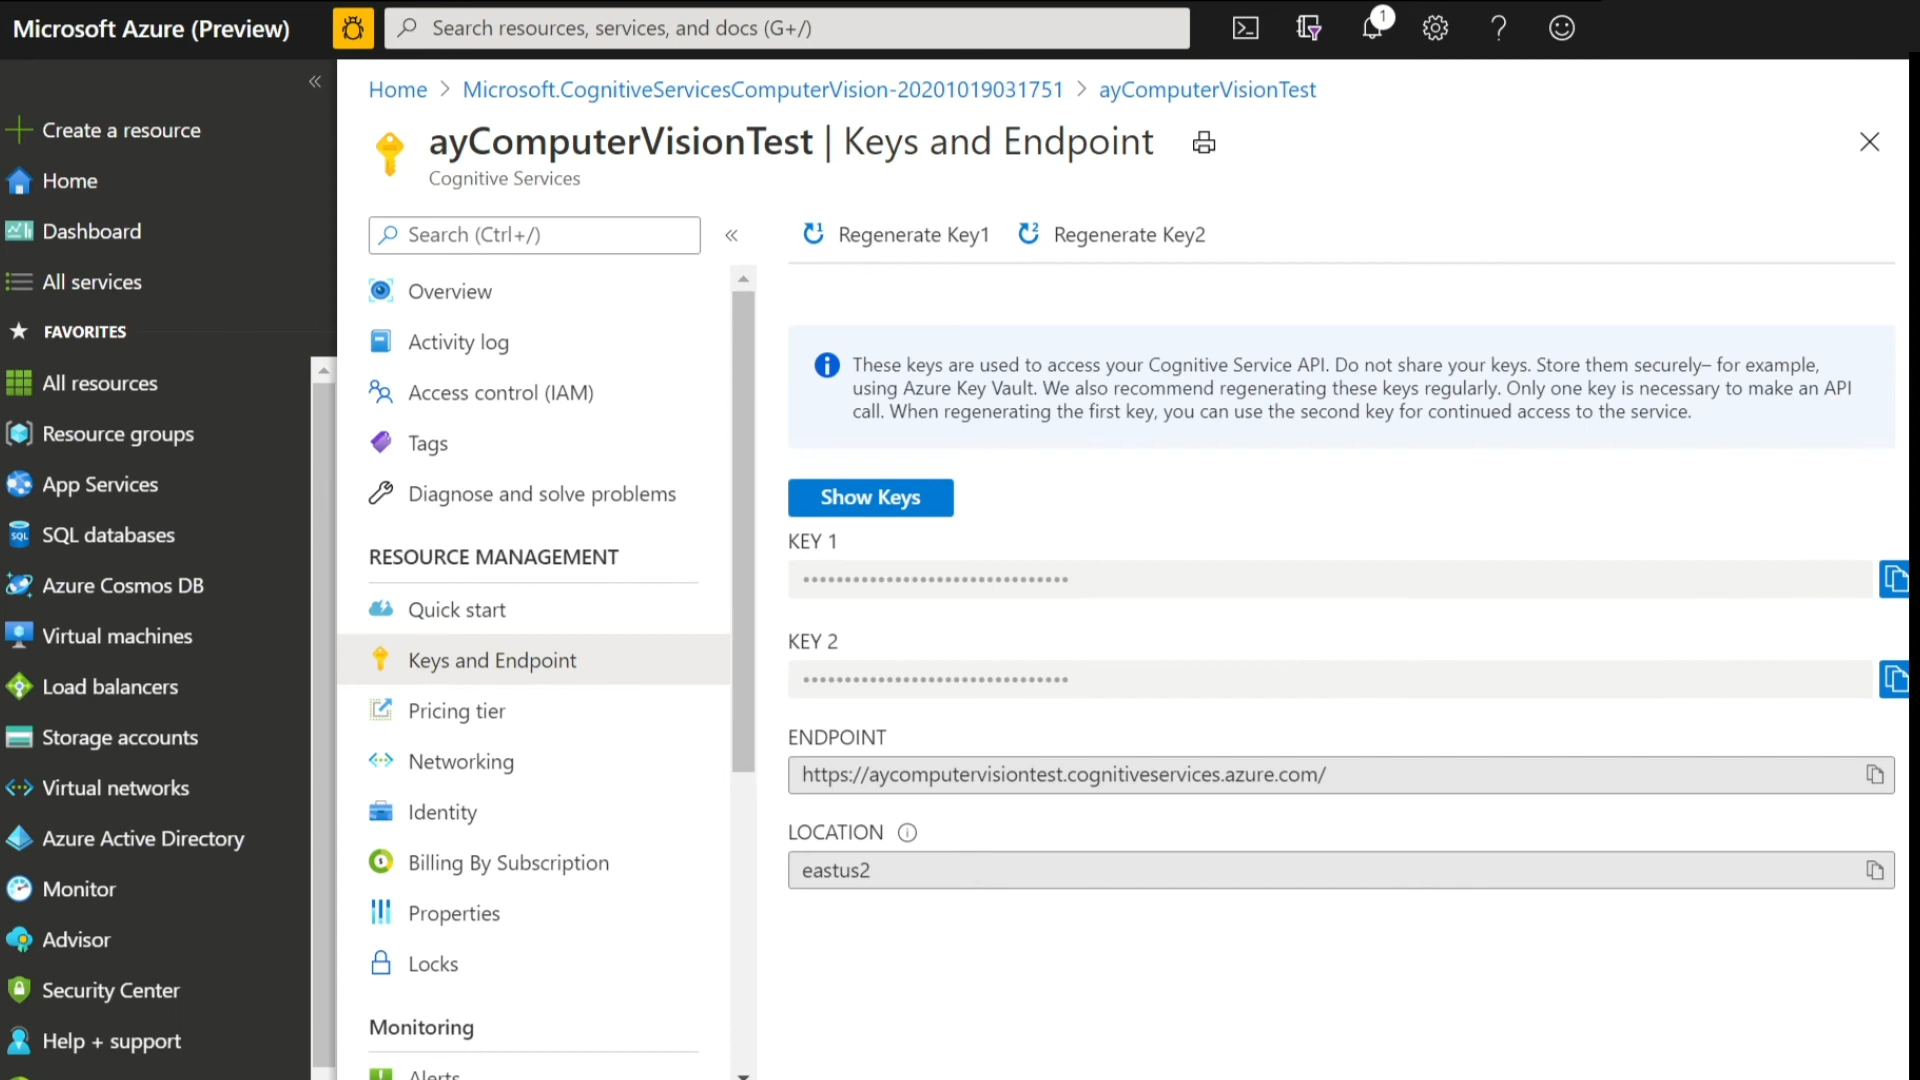 Microsoft Azure (Preview)
Search resources, services, and docs (G+/)
1
Create a resource
Home
Dashboard
All services
FAVORITES
All resources
Resource groups
App Services
SQL databases
Azure Cosmos DB
Virtual machines
Load balancers
Storage accounts
Virtual networks
Azure Active Directory
Monitor
Advisor
Security Center
Help + support
Home > Microsoft.CognitiveServicesComputerVision-20201019031751 > ayComputerVisionTest
ayComputerVisionTest | Keys and Endpoint
Cognitive Services
Search (Ctrl+/)
Overview
Activity log
Access control (IAM)
Tags
Diagnose and solve problems
RESOURCE MANAGEMENT
Quick start
Keys and Endpoint
Pricing tier
Networking
Identity
Billing By Subscription
Properties
Locks
Monitoring
Alerts
Regenerate Key1
Regenerate Key2
These keys are used to access your Cognitive Service API. Do not share your keys. Store them securely– for example,
using Azure Key Vault. We also recommend regenerating these keys regularly. Only one key is necessary to make an API
call. When regenerating the first key, you can use the second key for continued access to the service.
Show Keys
KEY 1
KEY 2
ENDPOINT
https://aycomputervisiontest.cognitiveservices.azure.com/
LOCATION
eastus2